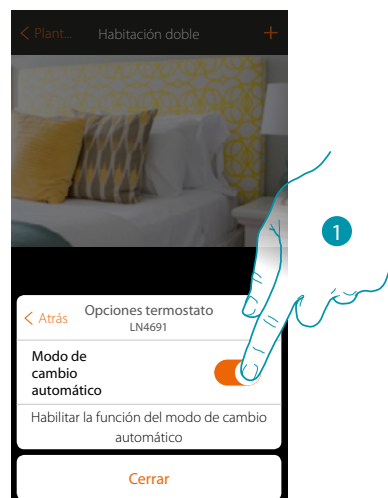 < Plant... Habitación doble +
1
< Atrás Opciones termostato
LN4691
Modo de
cambio
automático
Habilitar la función del modo de cambio
automático
Cerrar